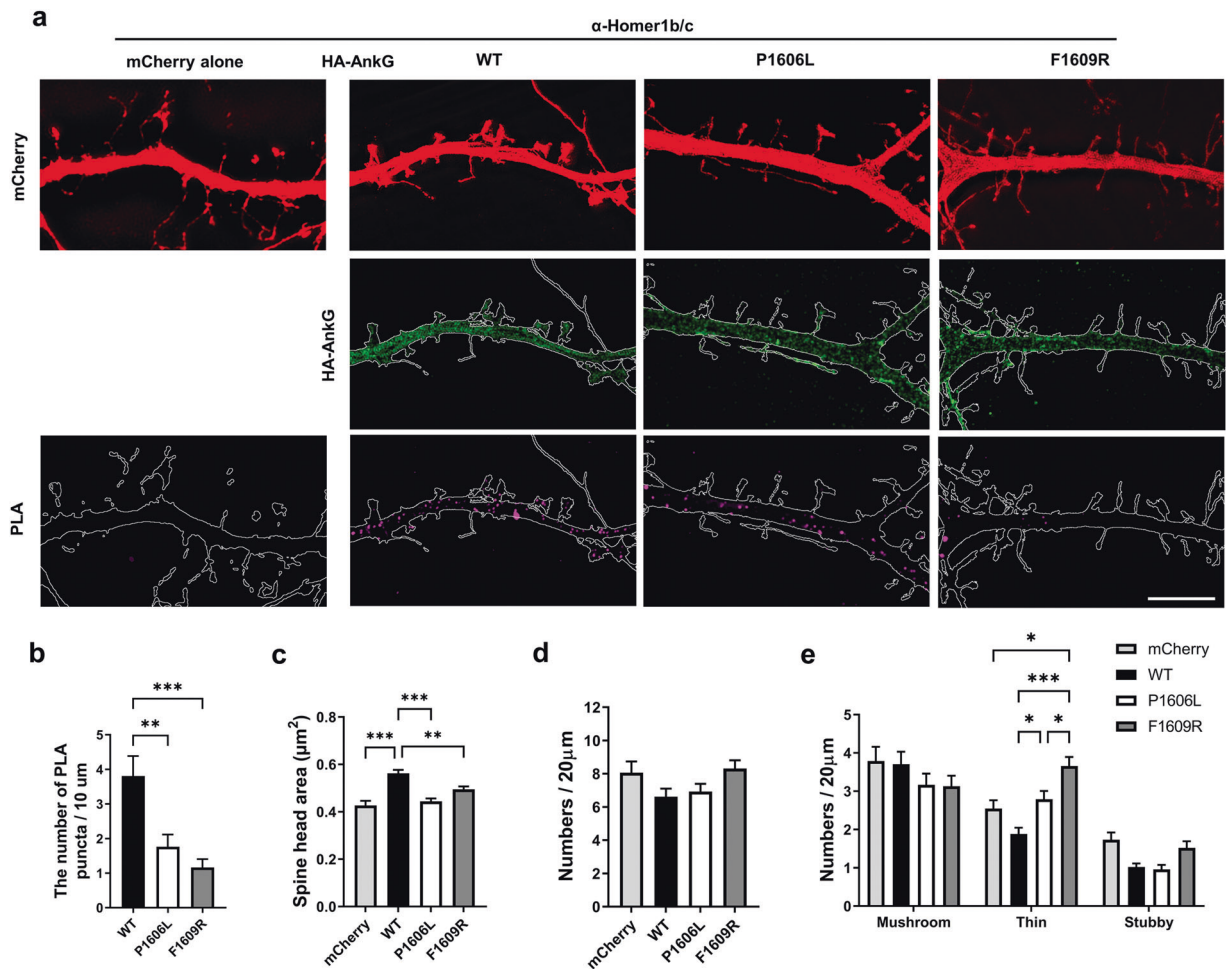 a
α-Homer1b/c
mCherry alone HA-AnkG WT P1606L F1609R
mCherry
HA-AnkG
PLA
b
The number of PLA
puncta / 10 um
5
4
3
2
1
0
***
**
WT P1606L F1609R
c
Spine head area (μm²)
0.8
0.6
0.4
0.2
0.0
***
*** **
mCherry WT P1606L F1609R
d
Numbers / 20μm
12
10
8
6
4
2
0
mCherry WT P1606L F1609R
e
Numbers / 20μm
5
4
3
2
1
0
*
***
* *
Mushroom Thin Stubby
mCherry
WT
P1606L
F1609R